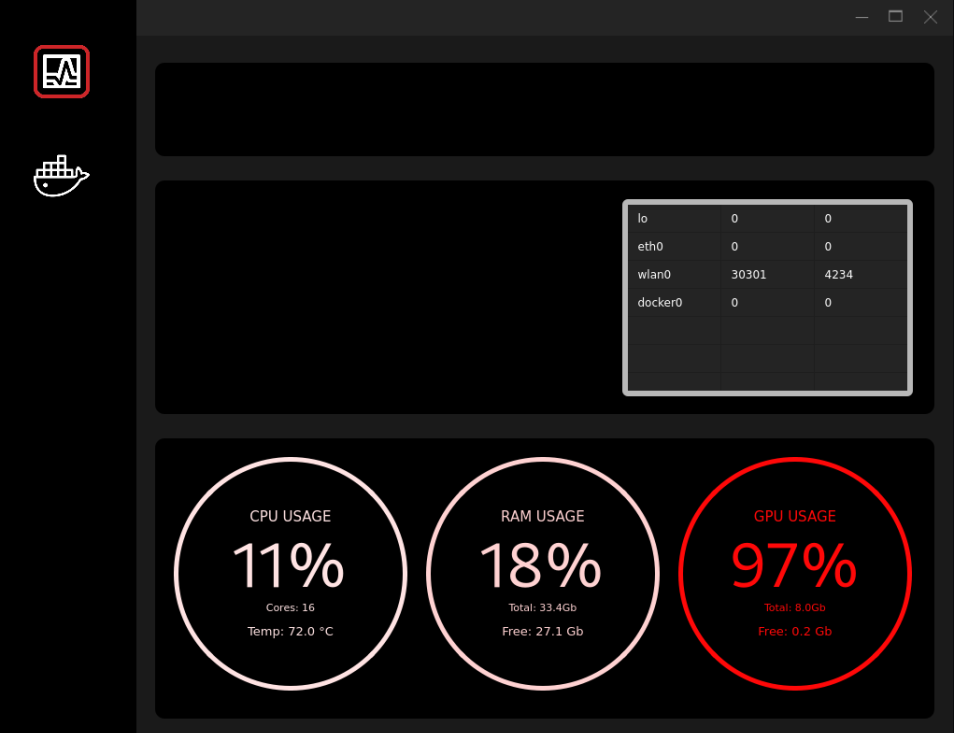 lo 0 0
eth0 0 0
wlan0 30301 4234
docker0 0 0
CPU USAGE
11%
Cores: 16
Temp: 72.0 °C
RAM USAGE
18%
Total: 33.4Gb
Free: 27.1 Gb
GPU USAGE
97%
Total: 8.0Gb
Free: 0.2 Gb